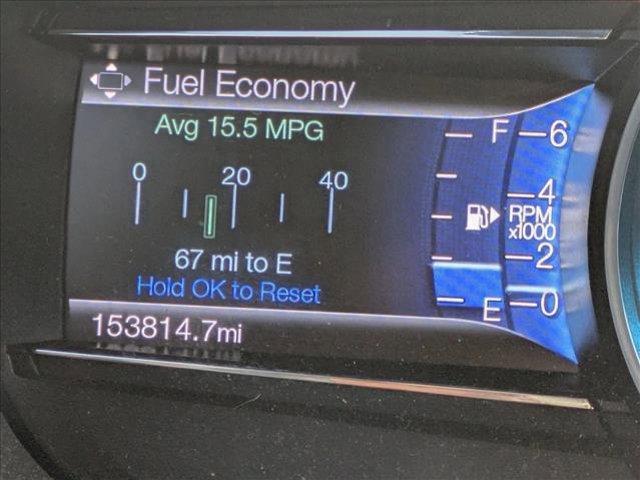 Fuel Economy
Avg 15.5 MPG
0 20 40
67 mi to E
Hold OK to Reset
153814.7mi
F
E
6
4
RPM
x1000
2
0